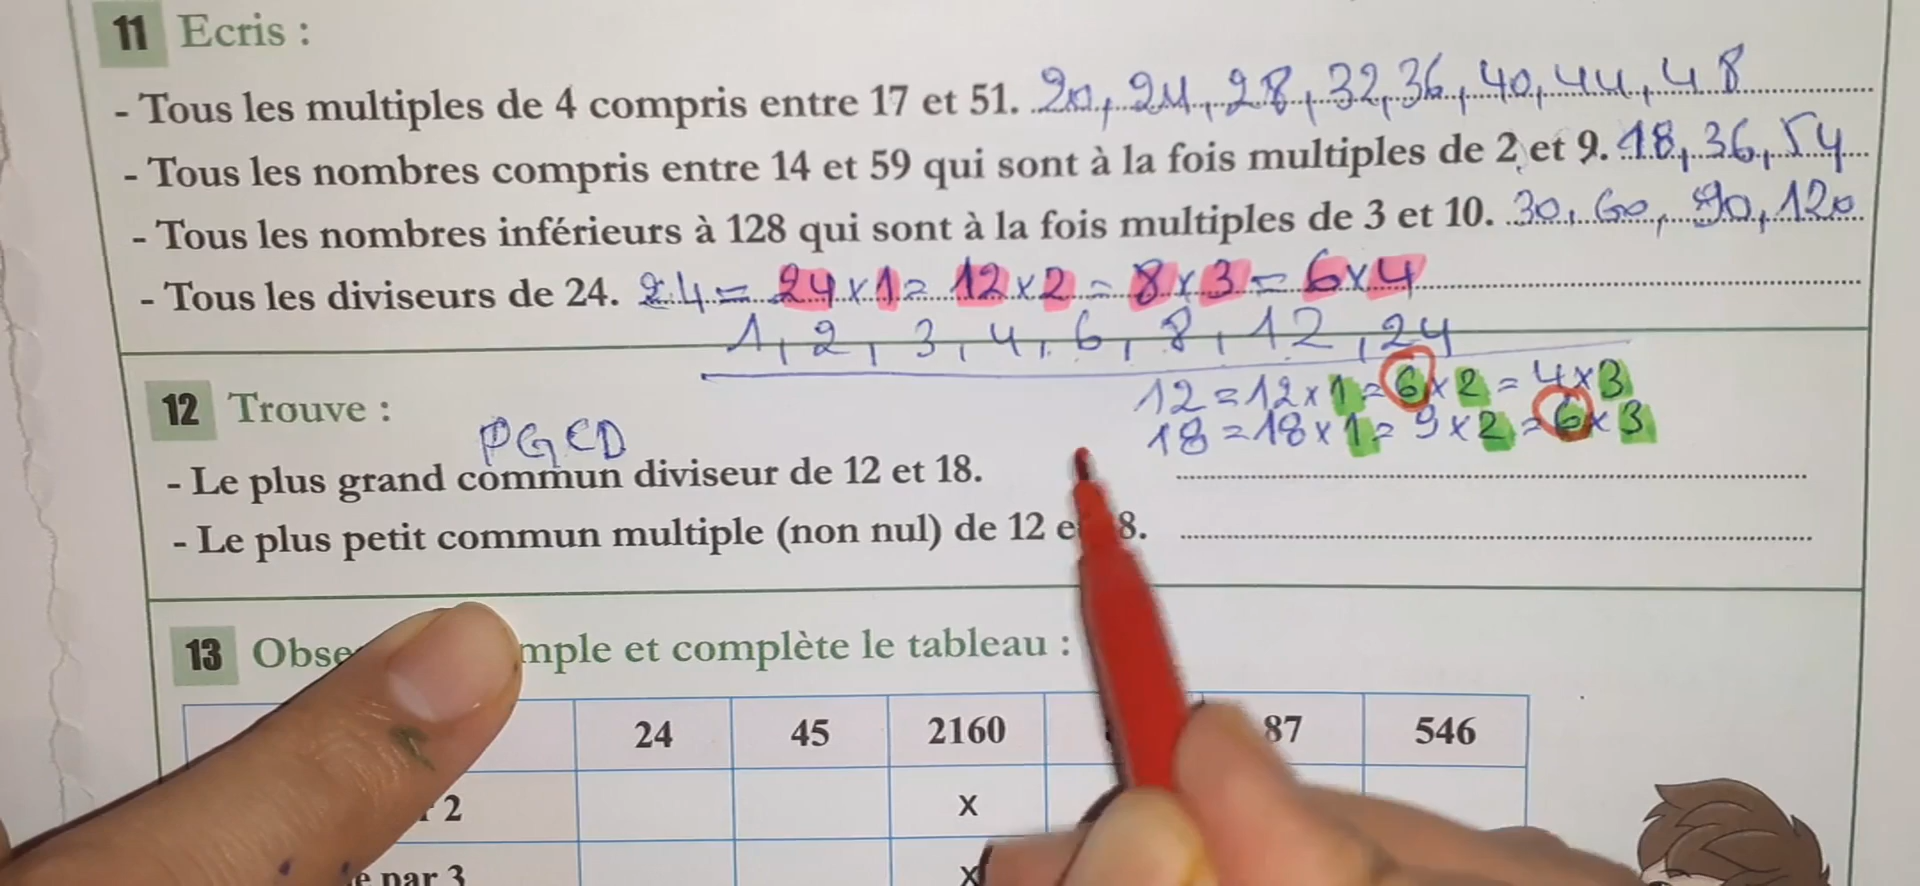 11 Ecris :
- Tous les multiples de 4 compris entre 17 et 51. 20, 24, 28, 32, 36, 40, 44, 48
- Tous les nombres compris entre 14 et 59 qui sont à la fois multiples de 2 et 9. 18, 36, 54
- Tous les nombres inférieurs à 128 qui sont à la fois multiples de 3 et 10. 30, 60, 90, 120
- Tous les diviseurs de 24. 24 = 24 x 1 = 12 x 2 = 8 x 3 = 6 x 4
1, 2, 3, 4, 6, 8, 12, 24
12 = 12 x 1 = 6 x 2 = 4 x 3
12 Trouve :
18 = 18 x 1 = 9 x 2 = 6 x 3
PGCD
- Le plus grand commun diviseur de 12 et 18.
- Le plus petit commun multiple (non nul) de 12 e 8.
13 Obse mple et complète le tableau :
24 45 2160 87 546
2 x
par 3 x